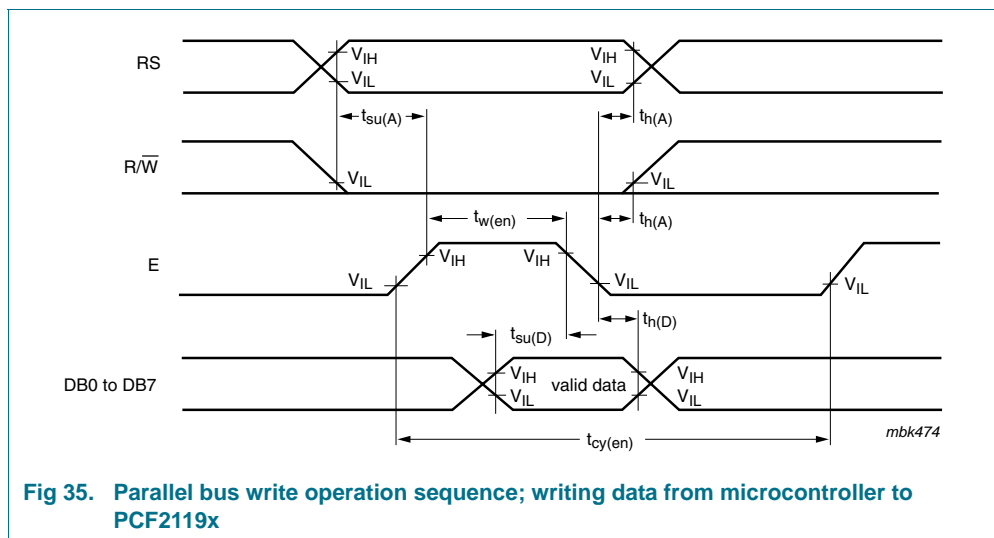 RS
V_IH
V_IL
V_IH
V_IL
t_su(A)
t_h(A)
R/W̅
V_IL
V_IL
t_w(en)
t_h(A)
E
V_IL
V_IH
V_IH
V_IL
V_IL
t_su(D)
t_h(D)
DB0 to DB7
V_IH
V_IL
valid data
V_IH
V_IL
t_cy(en)
mbk474
Fig 35. Parallel bus write operation sequence; writing data from microcontroller to
PCF2119x